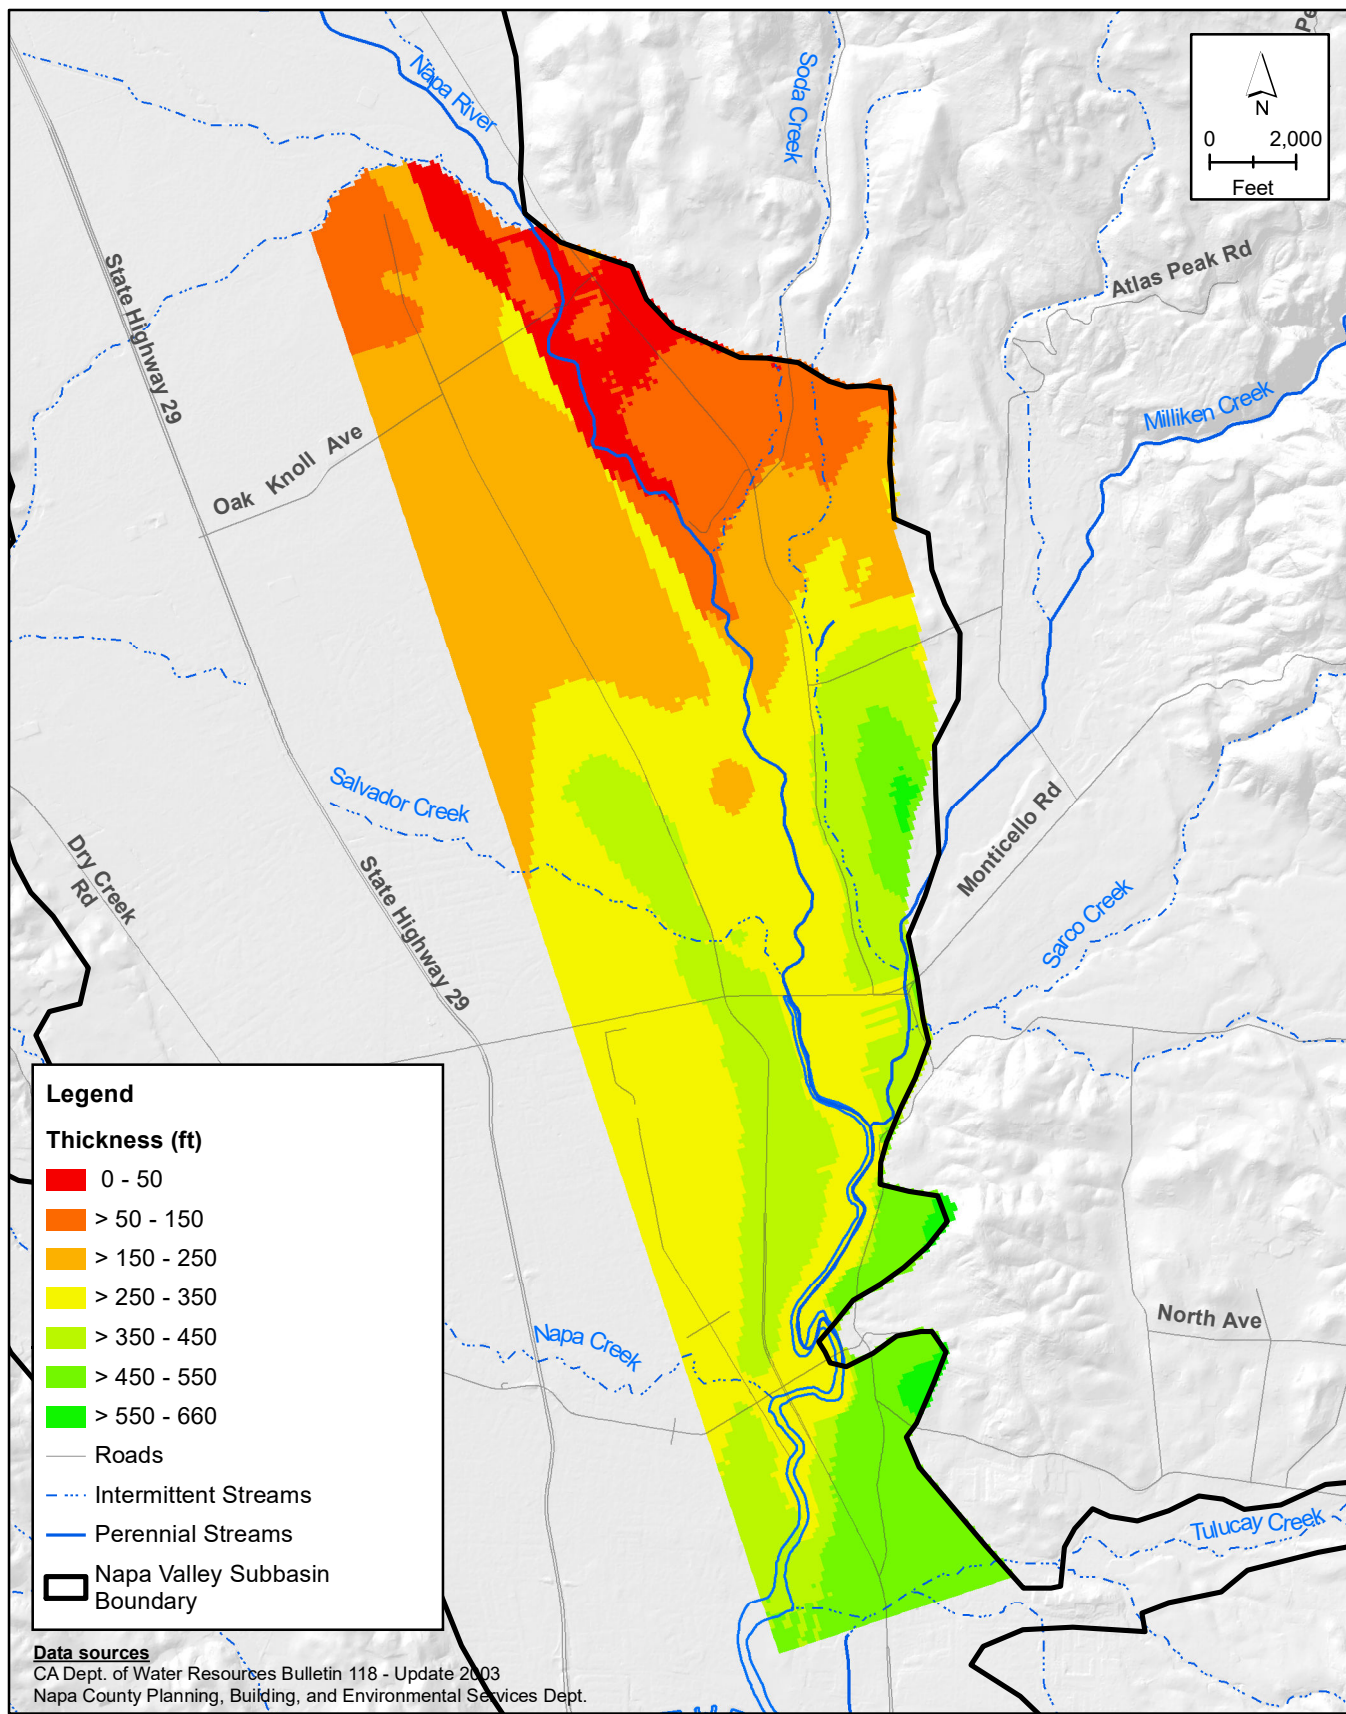 Pe
Napa River
Soda Creek
N
0 2,000
Feet
Atlas Peak Rd
State Highway 29
Milliken Creek
Oak Knoll Ave
Salvador Creek
Monticello Rd
Dry Creek
Rd
State Highway 29
Sarco Creek
Legend
Thickness (ft)
0 - 50
> 50 - 150
> 150 - 250
> 250 - 350
> 350 - 450
> 450 - 550
> 550 - 660
Roads
Intermittent Streams
Perennial Streams
Napa Valley Subbasin
Boundary
North Ave
Napa Creek
Tulucay Creek
Data sources
CA Dept. of Water Resources Bulletin 118 - Update 2003
Napa County Planning, Building, and Environmental Services Dept.